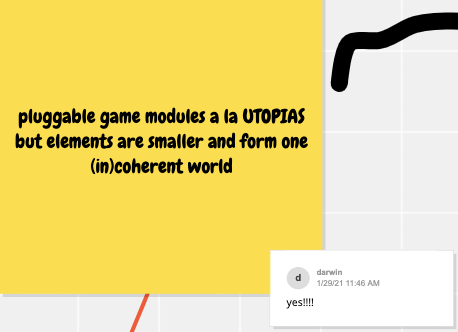 pluggable game modules a la UTOPIAS
but elements are smaller and form one
(in)coherent world
d
darwin
1/29/21 11:46 AM
yes!!!!